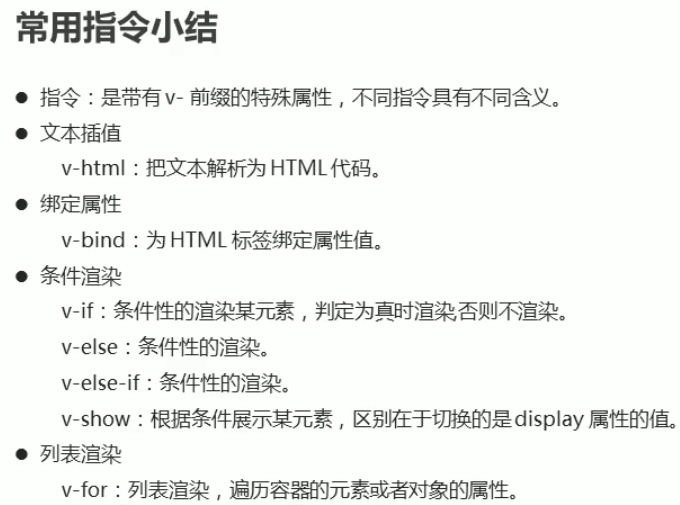 常用指令小结
● 指令：是带有 v- 前缀的特殊属性，不同指令具有不同含义。
● 文本插值
v-html：把文本解析为 HTML 代码。
● 绑定属性
v-bind：为 HTML 标签绑定属性值。
● 条件渲染
v-if：条件性的渲染某元素，判定为真时渲染,否则不渲染。
v-else：条件性的渲染。
v-else-if：条件性的渲染。
v-show：根据条件展示某元素，区别在于切换的是 display 属性的值。
● 列表渲染
v-for：列表渲染，遍历容器的元素或者对象的属性。